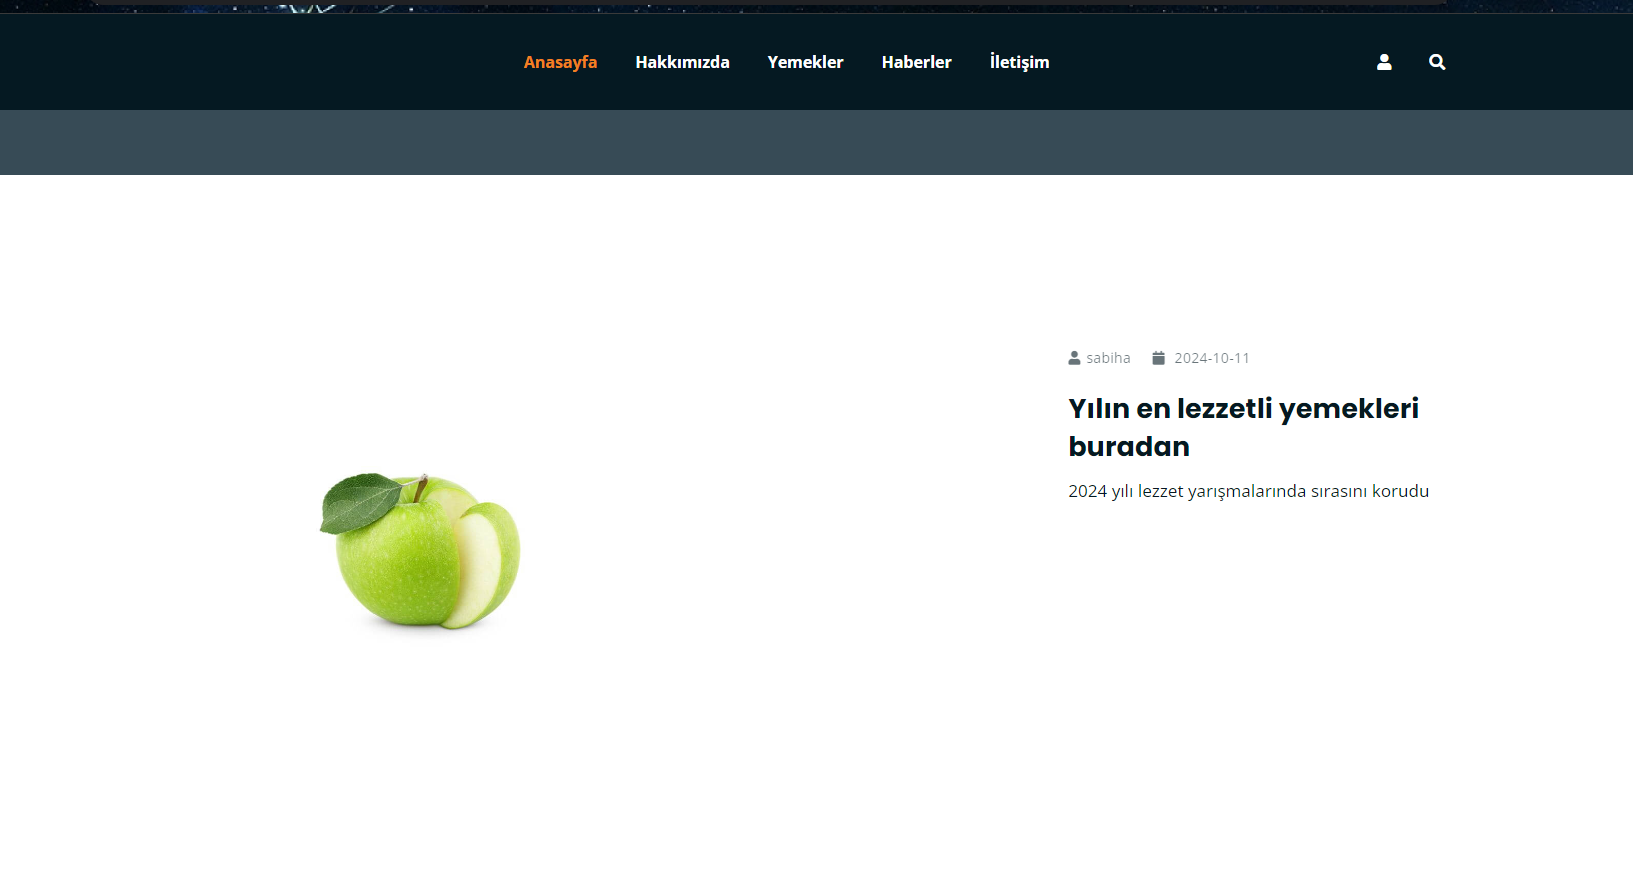 Anasayfa Hakkımızda Yemekler Haberler İletişim
sabiha 2024-10-11
Yılın en lezzetli yemekleri
buradan
2024 yılı lezzet yarışmalarında sırasını korudu